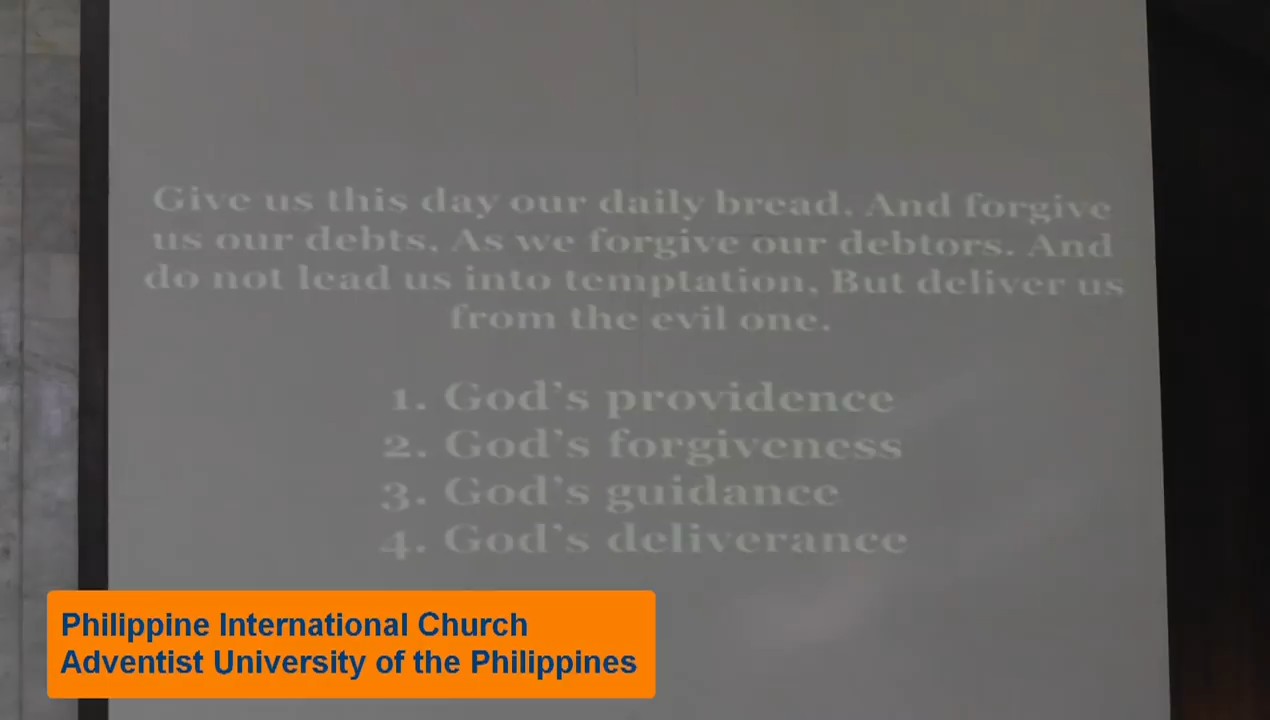 Give us this day our daily bread. And forgive
us our debts, As we forgive our debtors. And
do not lead us into temptation, But deliver us
from the evil one.
1. God's providence
2. God's forgiveness
3. God's guidance
4. God's deliverance
Philippine International Church
Adventist University of the Philippines